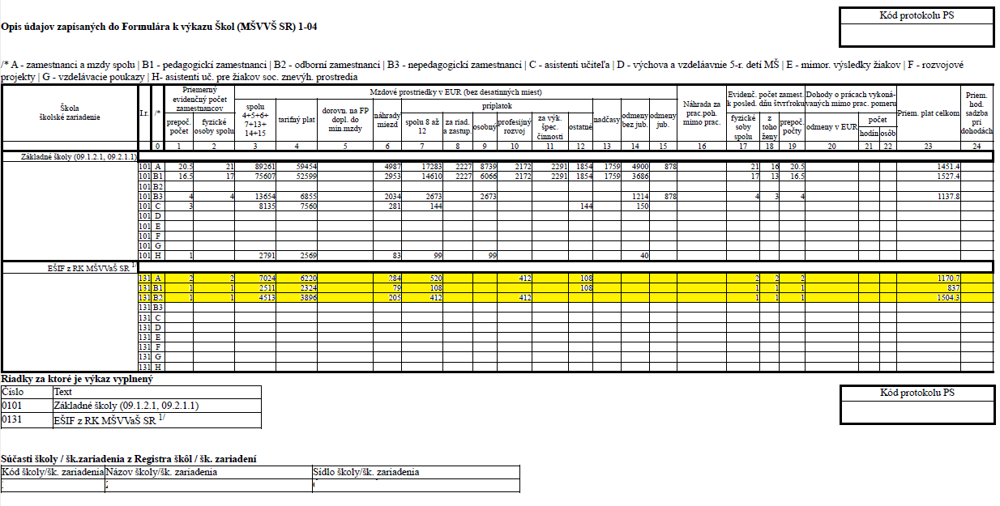 Kód protokolu PS
Opis údajov zapísaných do Formulára k výkazu Škol (MŠVVŠ SR) 1-04
/* A - zamestnanci a mzdy spolu | B1 - pedagogickí zamestnanci | B2 - odborní zamestnanci | B3 - nepedagogickí zamestnanci | C - asistenti učiteľa | D - výchova a vzdeláavnie 5-r. detí MŠ | E - mimor. výsledky žiakov | F - rozvojové
projekty | G - vzdelávacie poukazy | H- asistenti uč. pre žiakov soc. znevýh. prostredia
Škola
školské zariadenie
l.r.
/*
Priemerný
evidenčný počet
zamestnancov
prepoč.
počet
fyzické
osoby spolu
Mzdové prostriedky v EUR (bez desatinných miest)
spolu
4+5+6+
7+13+
14+15
tarifný plat
dorovn. na FP
dopl. do
min.mzdy
náhrady
miezd
príplatok
spolu 8 až
12
za riad.
a zastup.
osobný
profesijný
rozvoj
za výk.
špec.
činnosti
ostatné
nadčasy
odmeny
bez jub.
odmeny
jub.
Náhrada za
prac.poh.
mimo prac.
Evidenč. počet zamest.
k posled. dňu štvrťroku
fyzické
soby
spolu
z
toho
ženy
prepoč.
počty
Dohody o prácach vykoná-
vaných mimo prac. pomeru
odmeny v EUR
počet
hodín
osôb
Priem. plat celkom
Priem.
hod.
sadzba
pri
dohodách
0 1 2 3 4 5 6 7 8 9 10 11 12 13 14 15 16 17 18 19 20 21 22 23 24
Základné školy (09.1.2.1, 09.2.1.1)
101 A 20.5 21 89261 59454 4987 17283 2227 8739 2172 2291 1854 1759 4900 878 21 16 20.5 1451.4
101 B1 16.5 17 75607 52599 2953 14610 2227 6066 2172 2291 1854 1759 3686 17 13 16.5 1527.4
101 B2
101 B3 4 4 13654 6855 2034 2673 2673 1214 878 4 3 4 1137.8
101 C 3 8135 7560 281 144 144 150
101 D
101 E
101 F
101 G
101 H 1 2791 2569 83 99 99 40
EŠIF z RK MŠVVaŠ SR 1/
131 A 2 2 7024 6220 284 520 412 108 2 2 2 1170.7
131 B1 1 1 2511 2324 79 108 108 1 1 1 837
131 B2 1 1 4513 3896 205 412 412 1 1 1 1504.3
131 B3
131 C
131 D
131 E
131 F
131 G
131 H
Riadky za ktoré je výkaz vyplnený
Číslo Text
0101 Základné školy (09.1.2.1, 09.2.1.1)
0131 EŠIF z RK MŠVVaŠ SR 1/
Kód protokolu PS
Súčasti školy / šk.zariadenia z Registra škôl / šk. zariadení
Kód školy/šk. zariadenia Názov školy/šk. zariadenia Sídlo školy/šk. zariadenia